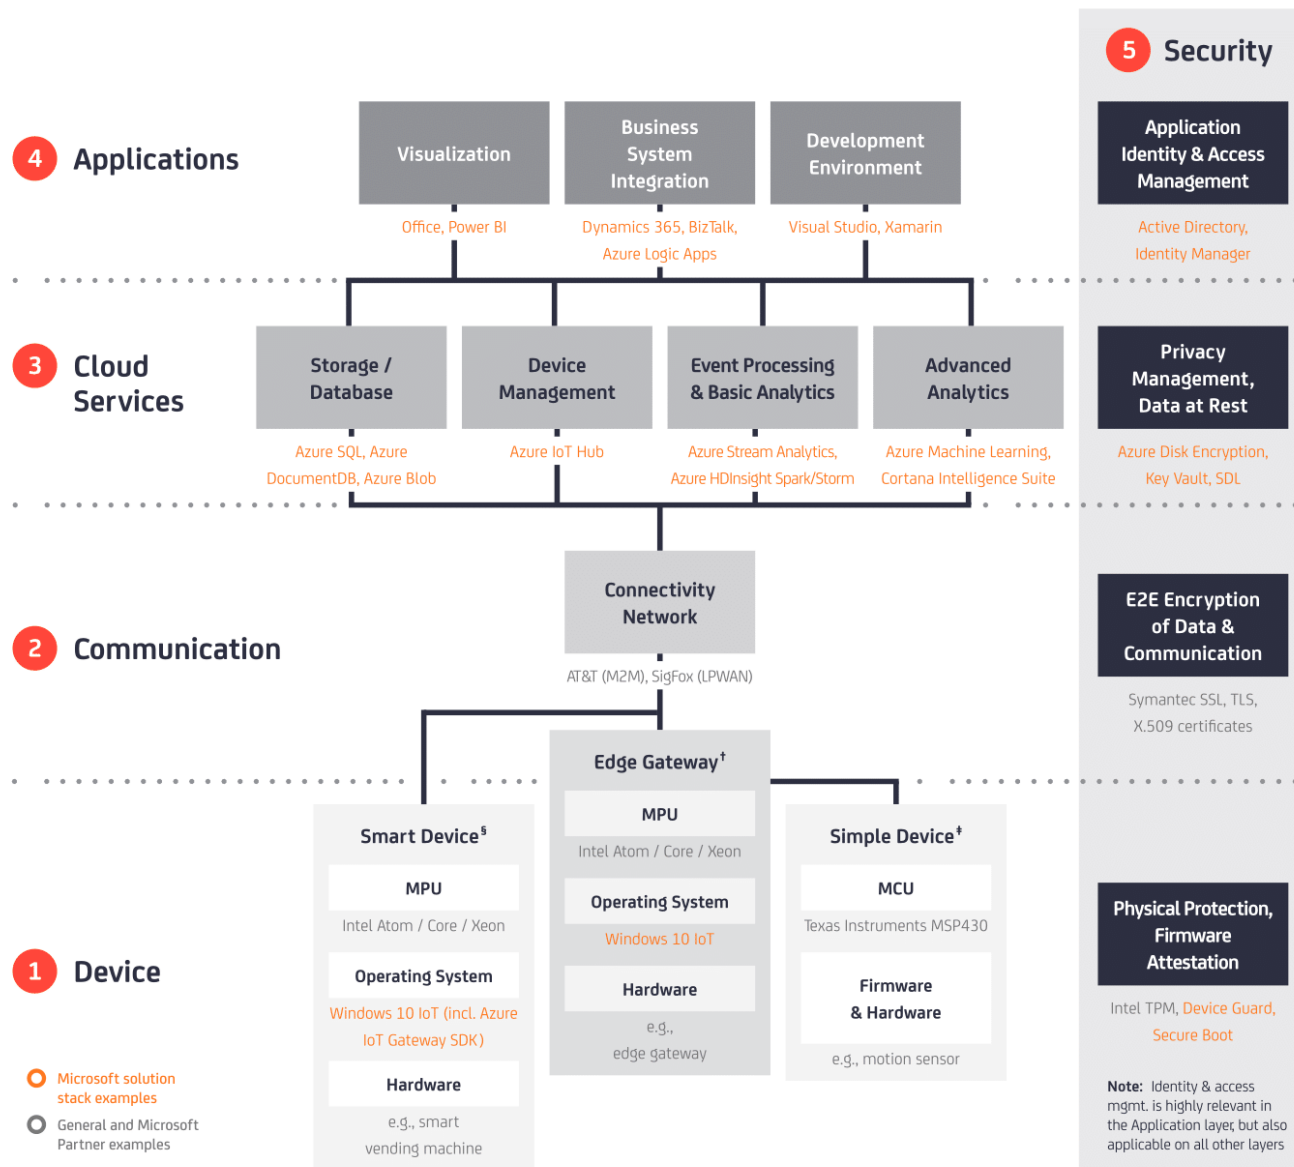 5 Security
4 Applications
Visualization
Office, Power BI
Business
System
Integration
Dynamics 365, BizTalk,
Azure Logic Apps
Development
Environment
Visual Studio, Xamarin
Application
Identity & Access
Management
Active Directory,
Identity Manager
3 Cloud
Services
Storage /
Database
Azure SQL, Azure
DocumentDB, Azure Blob
Device
Management
Azure IoT Hub
Event Processing
& Basic Analytics
Azure Stream Analytics,
Azure HDInsight Spark/Storm
Advanced
Analytics
Azure Machine Learning,
Cortana Intelligence Suite
Privacy
Management,
Data at Rest
Azure Disk Encryption,
Key Vault, SDL
2 Communication
Connectivity
Network
AT&T (M2M), SigFox (LPWAN)
E2E Encryption
of Data &
Communication
Symantec SSL, TLS,
X.509 certificates
1 Device
Smart Device§
MPU
Intel Atom / Core / Xeon
Operating System
Windows 10 IoT (incl. Azure
IoT Gateway SDK)
Hardware
e.g., smart
vending machine
Edge Gateway†
MPU
Intel Atom / Core / Xeon
Operating System
Windows 10 IoT
Hardware
e.g.,
edge gateway
Simple Device‡
MCU
Texas Instruments MSP430
Firmware
& Hardware
e.g., motion sensor
Physical Protection,
Firmware
Attestation
Intel TPM, Device Guard,
Secure Boot
Microsoft solution
stack examples
General and Microsoft
Partner examples
Note: Identity & access
mgmt. is highly relevant in
the Application layer, but also
applicable on all other layers